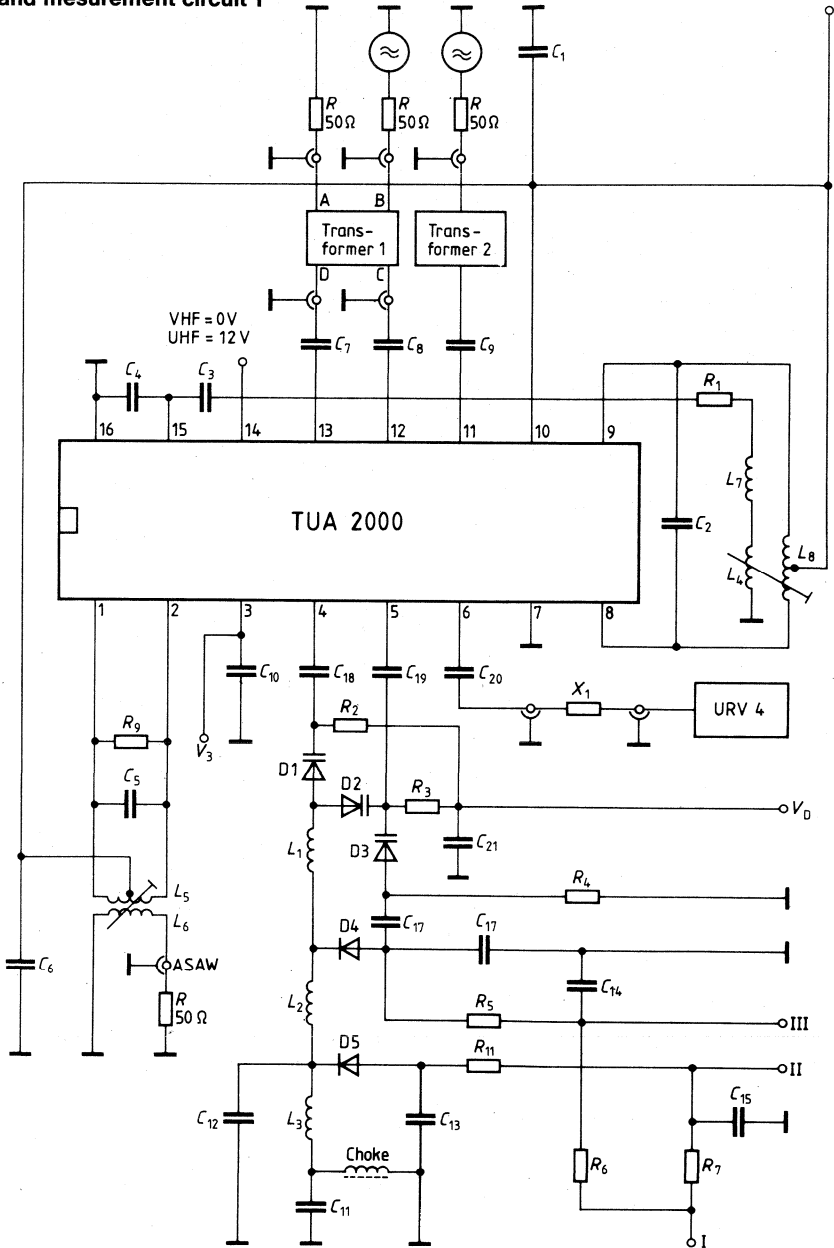 and mesurement circuit 1
C1
R
50Ω
R
50Ω
R
50Ω
A
B
Trans-
former 1
Trans-
former 2
D
C
VHF = 0V
UHF = 12V
C7
C8
C9
C4
C3
R1
16
15
14
13
12
11
10
9
L7
TUA 2000
C2
L8
L4
1
2
3
4
5
6
7
8
C10
C18
C19
C20
X1
URV 4
R9
R2
V3
D1
C5
D2
R3
VD
L1
D3
C21
L5
R4
L6
C17
D4
C17
ASAW
C6
C14
R
50Ω
L2
R5
III
D5
R11
II
C15
C12
L3
C13
Choke
R6
R7
C11
I